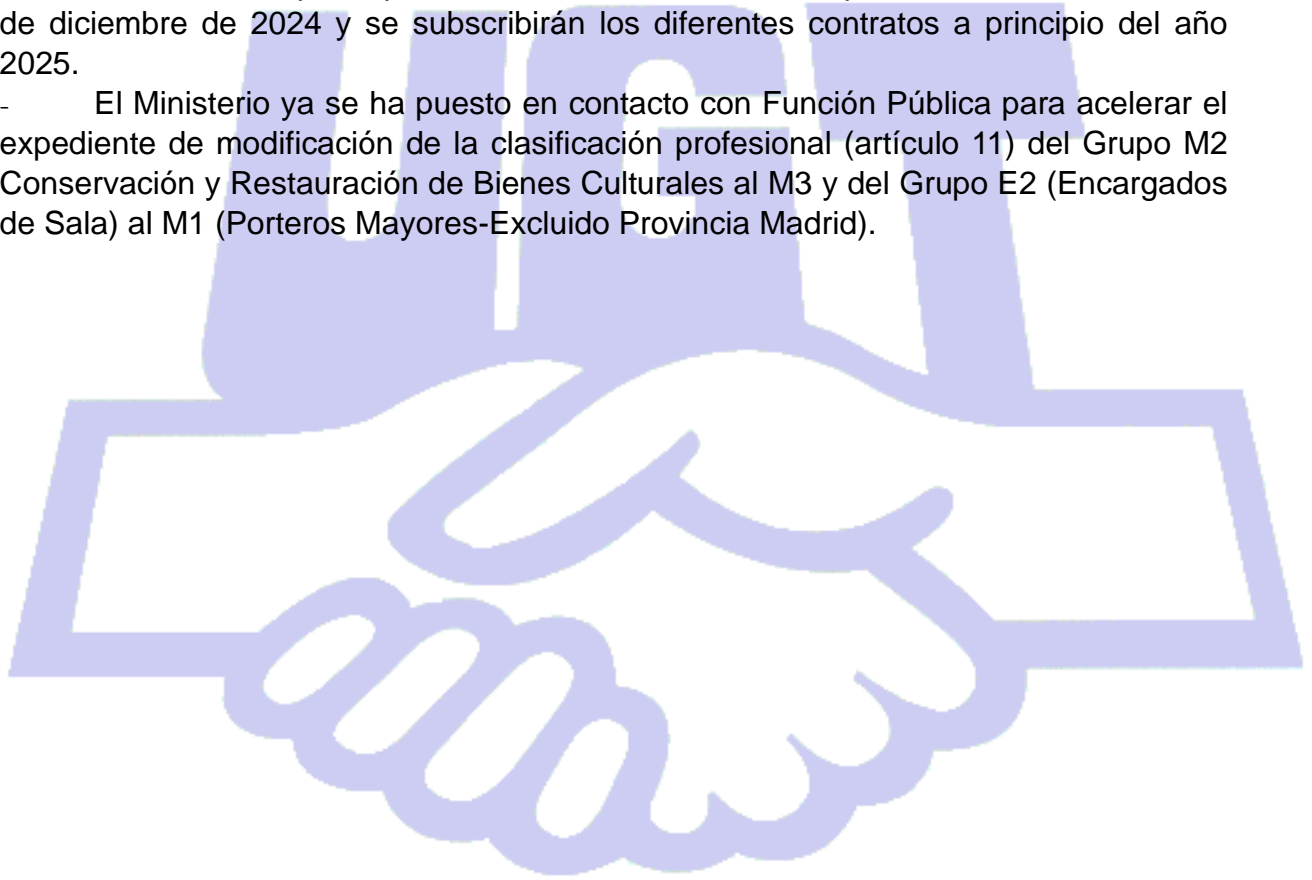 de diciembre de 2024 y se subscribirán los diferentes contratos a principio del año
2025.
- El Ministerio ya se ha puesto en contacto con Función Pública para acelerar el
expediente de modificación de la clasificación profesional (artículo 11) del Grupo M2
Conservación y Restauración de Bienes Culturales al M3 y del Grupo E2 (Encargados
de Sala) al M1 (Porteros Mayores-Excluido Provincia Madrid).
UGT